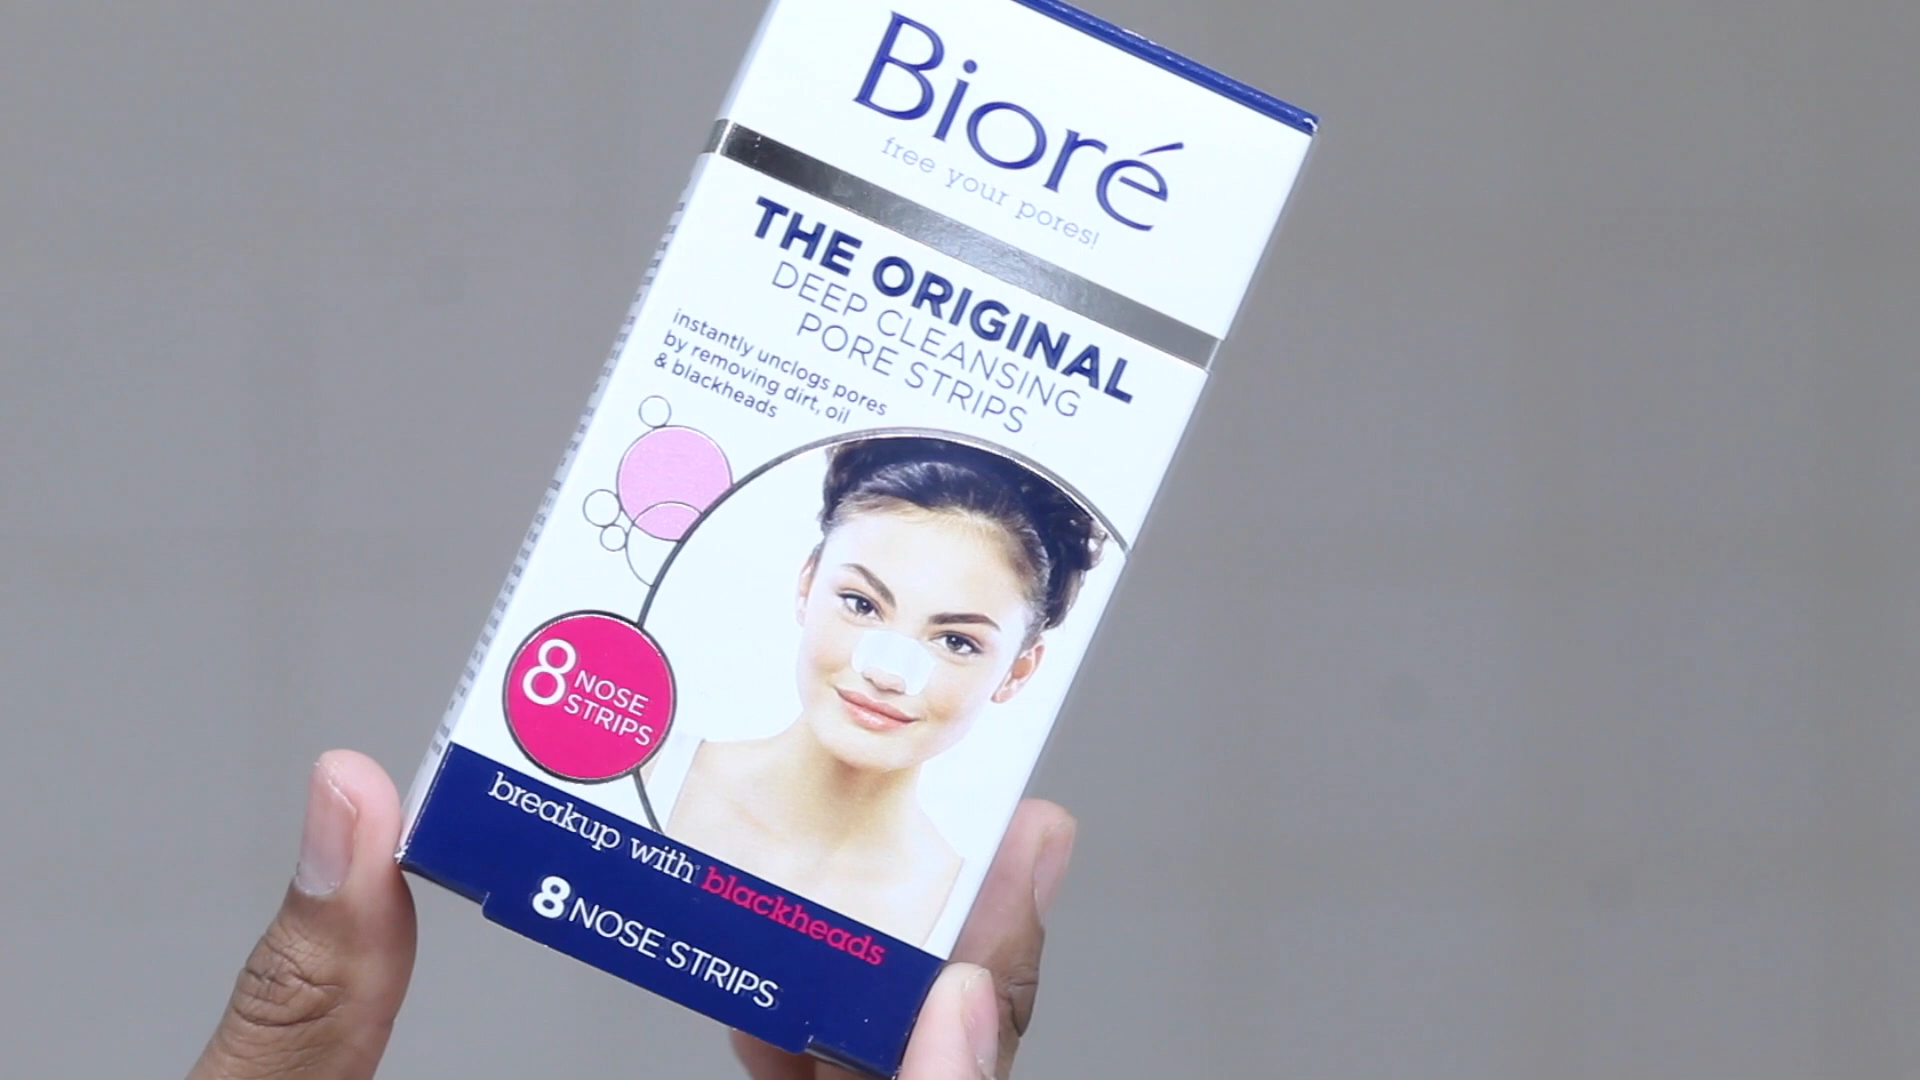 Bioré
free your pores!
THE ORIGINAL
DEEP CLEANSING
PORE STRIPS
instantly unclogs pores
by removing dirt, oil
& blackheads
8 NOSE
STRIPS
breakup with blackheads
8 NOSE STRIPS